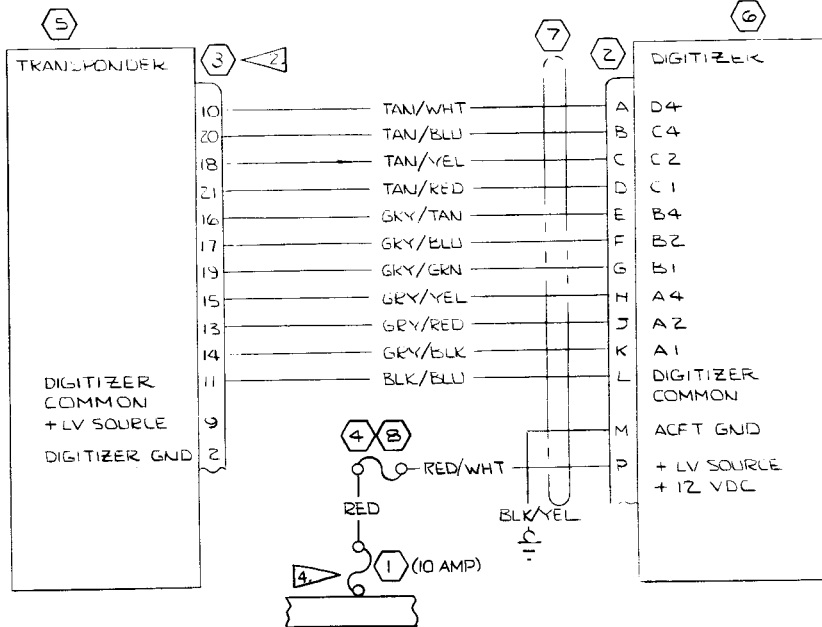 5
6
7
TRANSPONDER
3
2.
2
DIGITIZER
10 TAN/WHT A D4
20 TAN/BLU B C4
18 TAN/YEL C C2
21 TAN/RED D C1
16 GRY/TAN E B4
17 GRY/BLU F B2
19 GRY/GRN G B1
15 GRY/YEL H A4
13 GRY/RED J A2
14 GRY/BLK K A1
DIGITIZER 11 BLK/BLU L DIGITIZER
COMMON
COMMON
+ LV SOURCE 9
4 8
M ACFT GND
DIGITIZER GND 2
RED/WHT P + LV SOURCE
+ 12 VDC
RED
BLK/YEL
4.
1 (10 AMP)